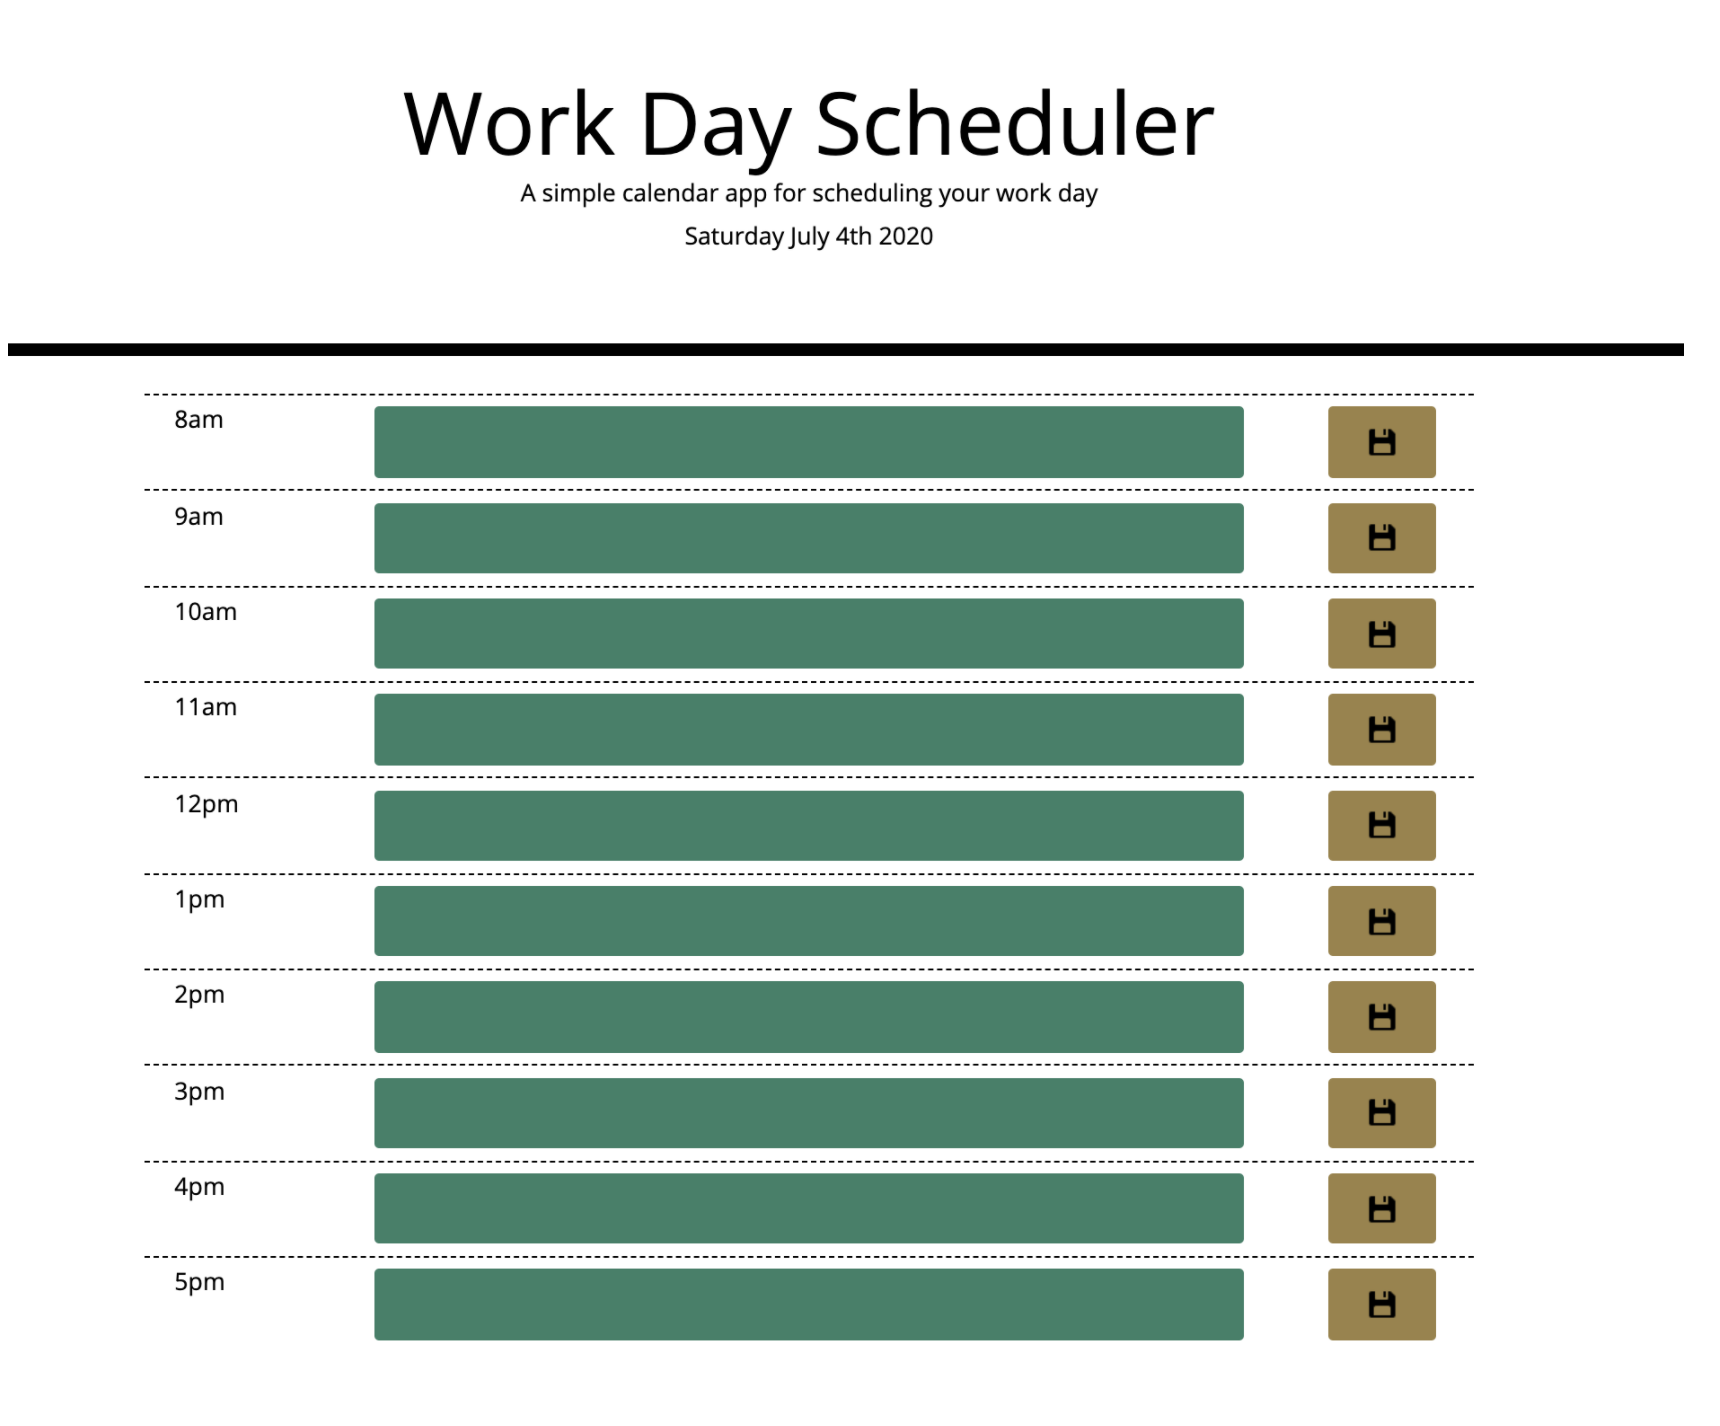 Work Day Scheduler
A simple calendar app for scheduling your work day
Saturday July 4th 2020
8am
9am
10am
11am
12pm
1pm
2pm
3pm
4pm
5pm